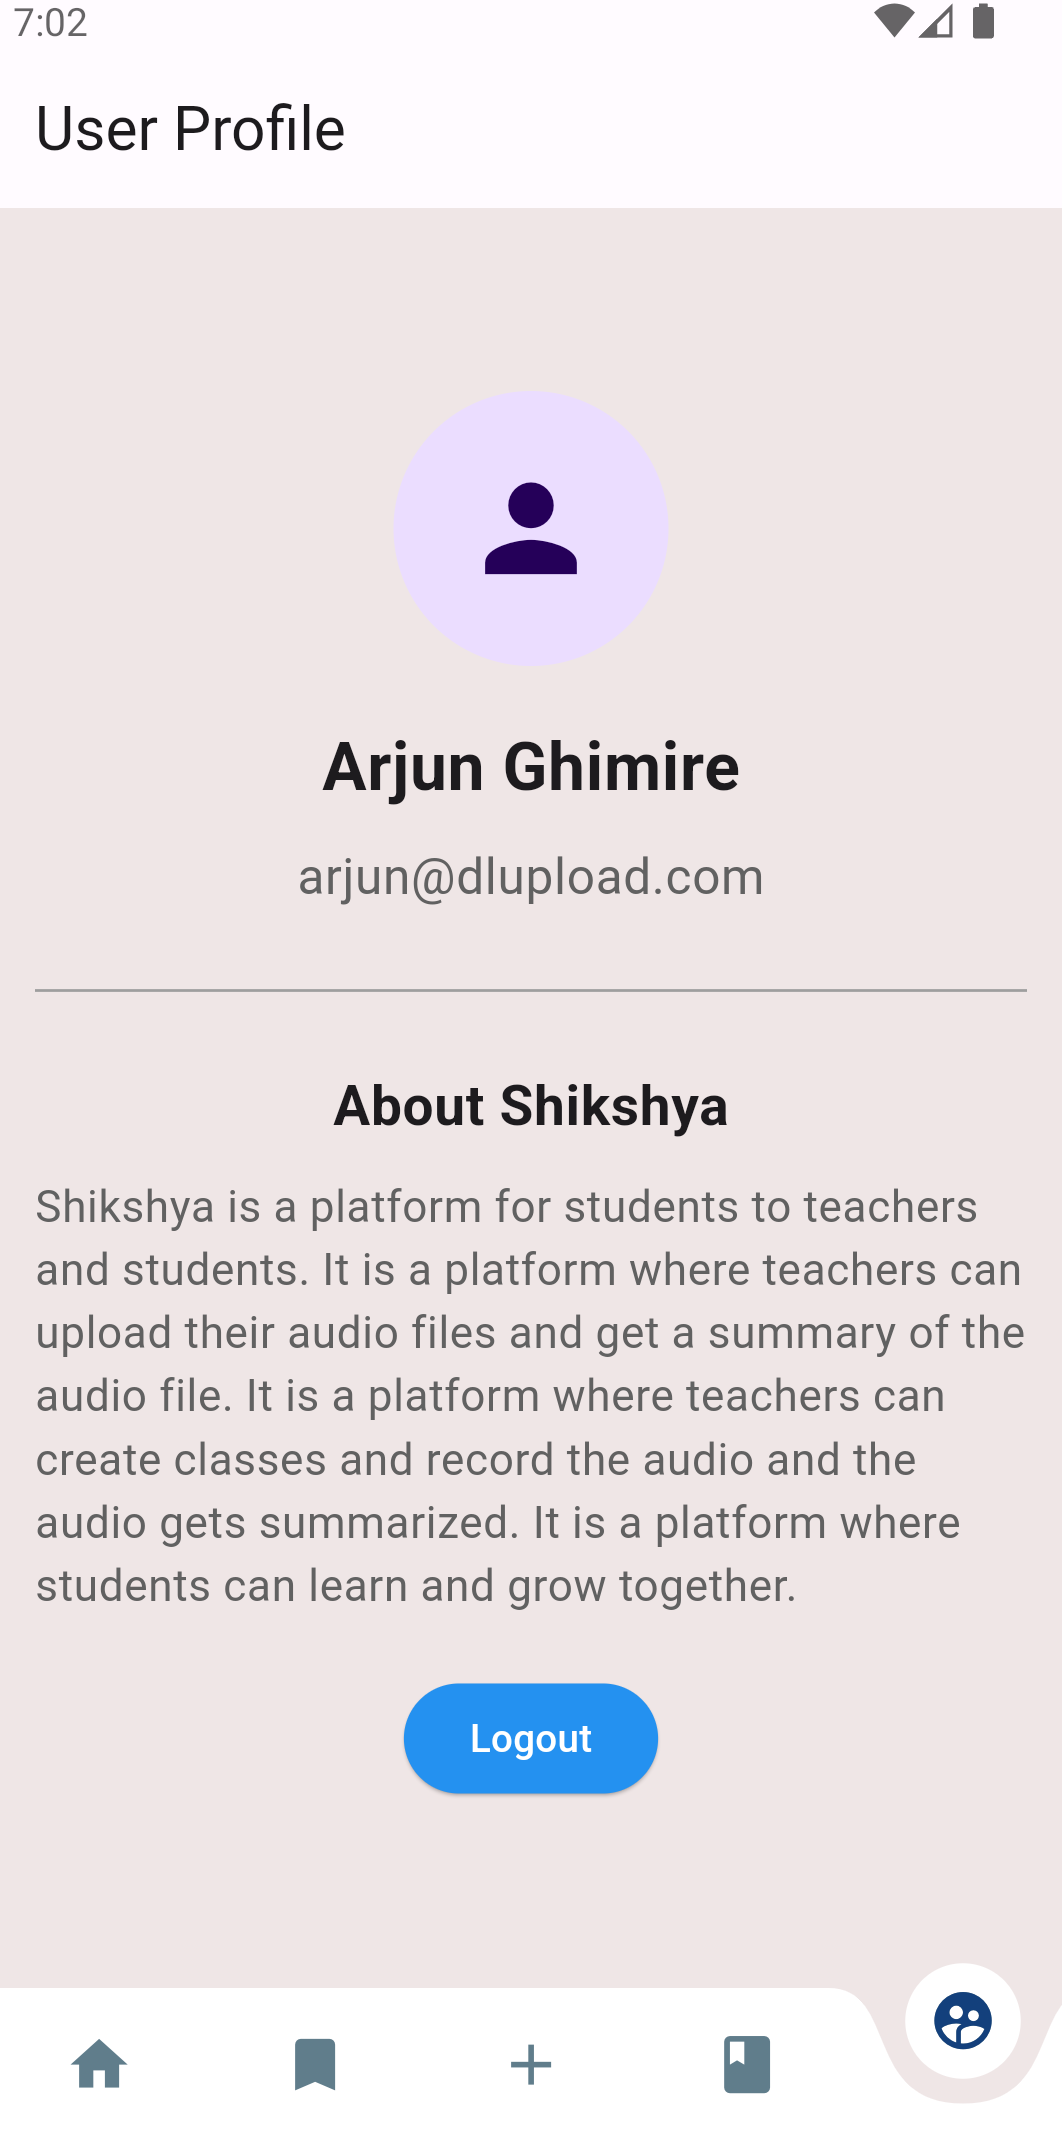 7:02
User Profile
Arjun Ghimire
arjun@dlupload.com
About Shikshya
Shikshya is a platform for students to teachers
and students. It is a platform where teachers can
upload their audio files and get a summary of the
audio file. It is a platform where teachers can
create classes and record the audio and the
audio gets summarized. It is a platform where
students can learn and grow together.
Logout